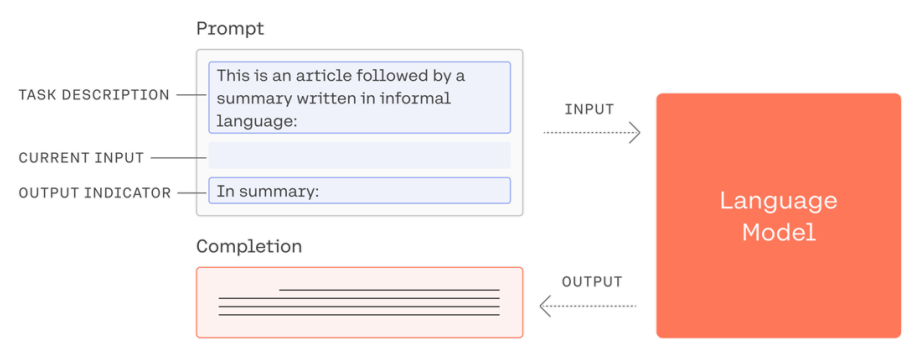 Prompt
TASK DESCRIPTION
This is an article followed by a
summary written in informal
language:
CURRENT INPUT
OUTPUT INDICATOR
In summary:
INPUT
Language
Model
Completion
OUTPUT